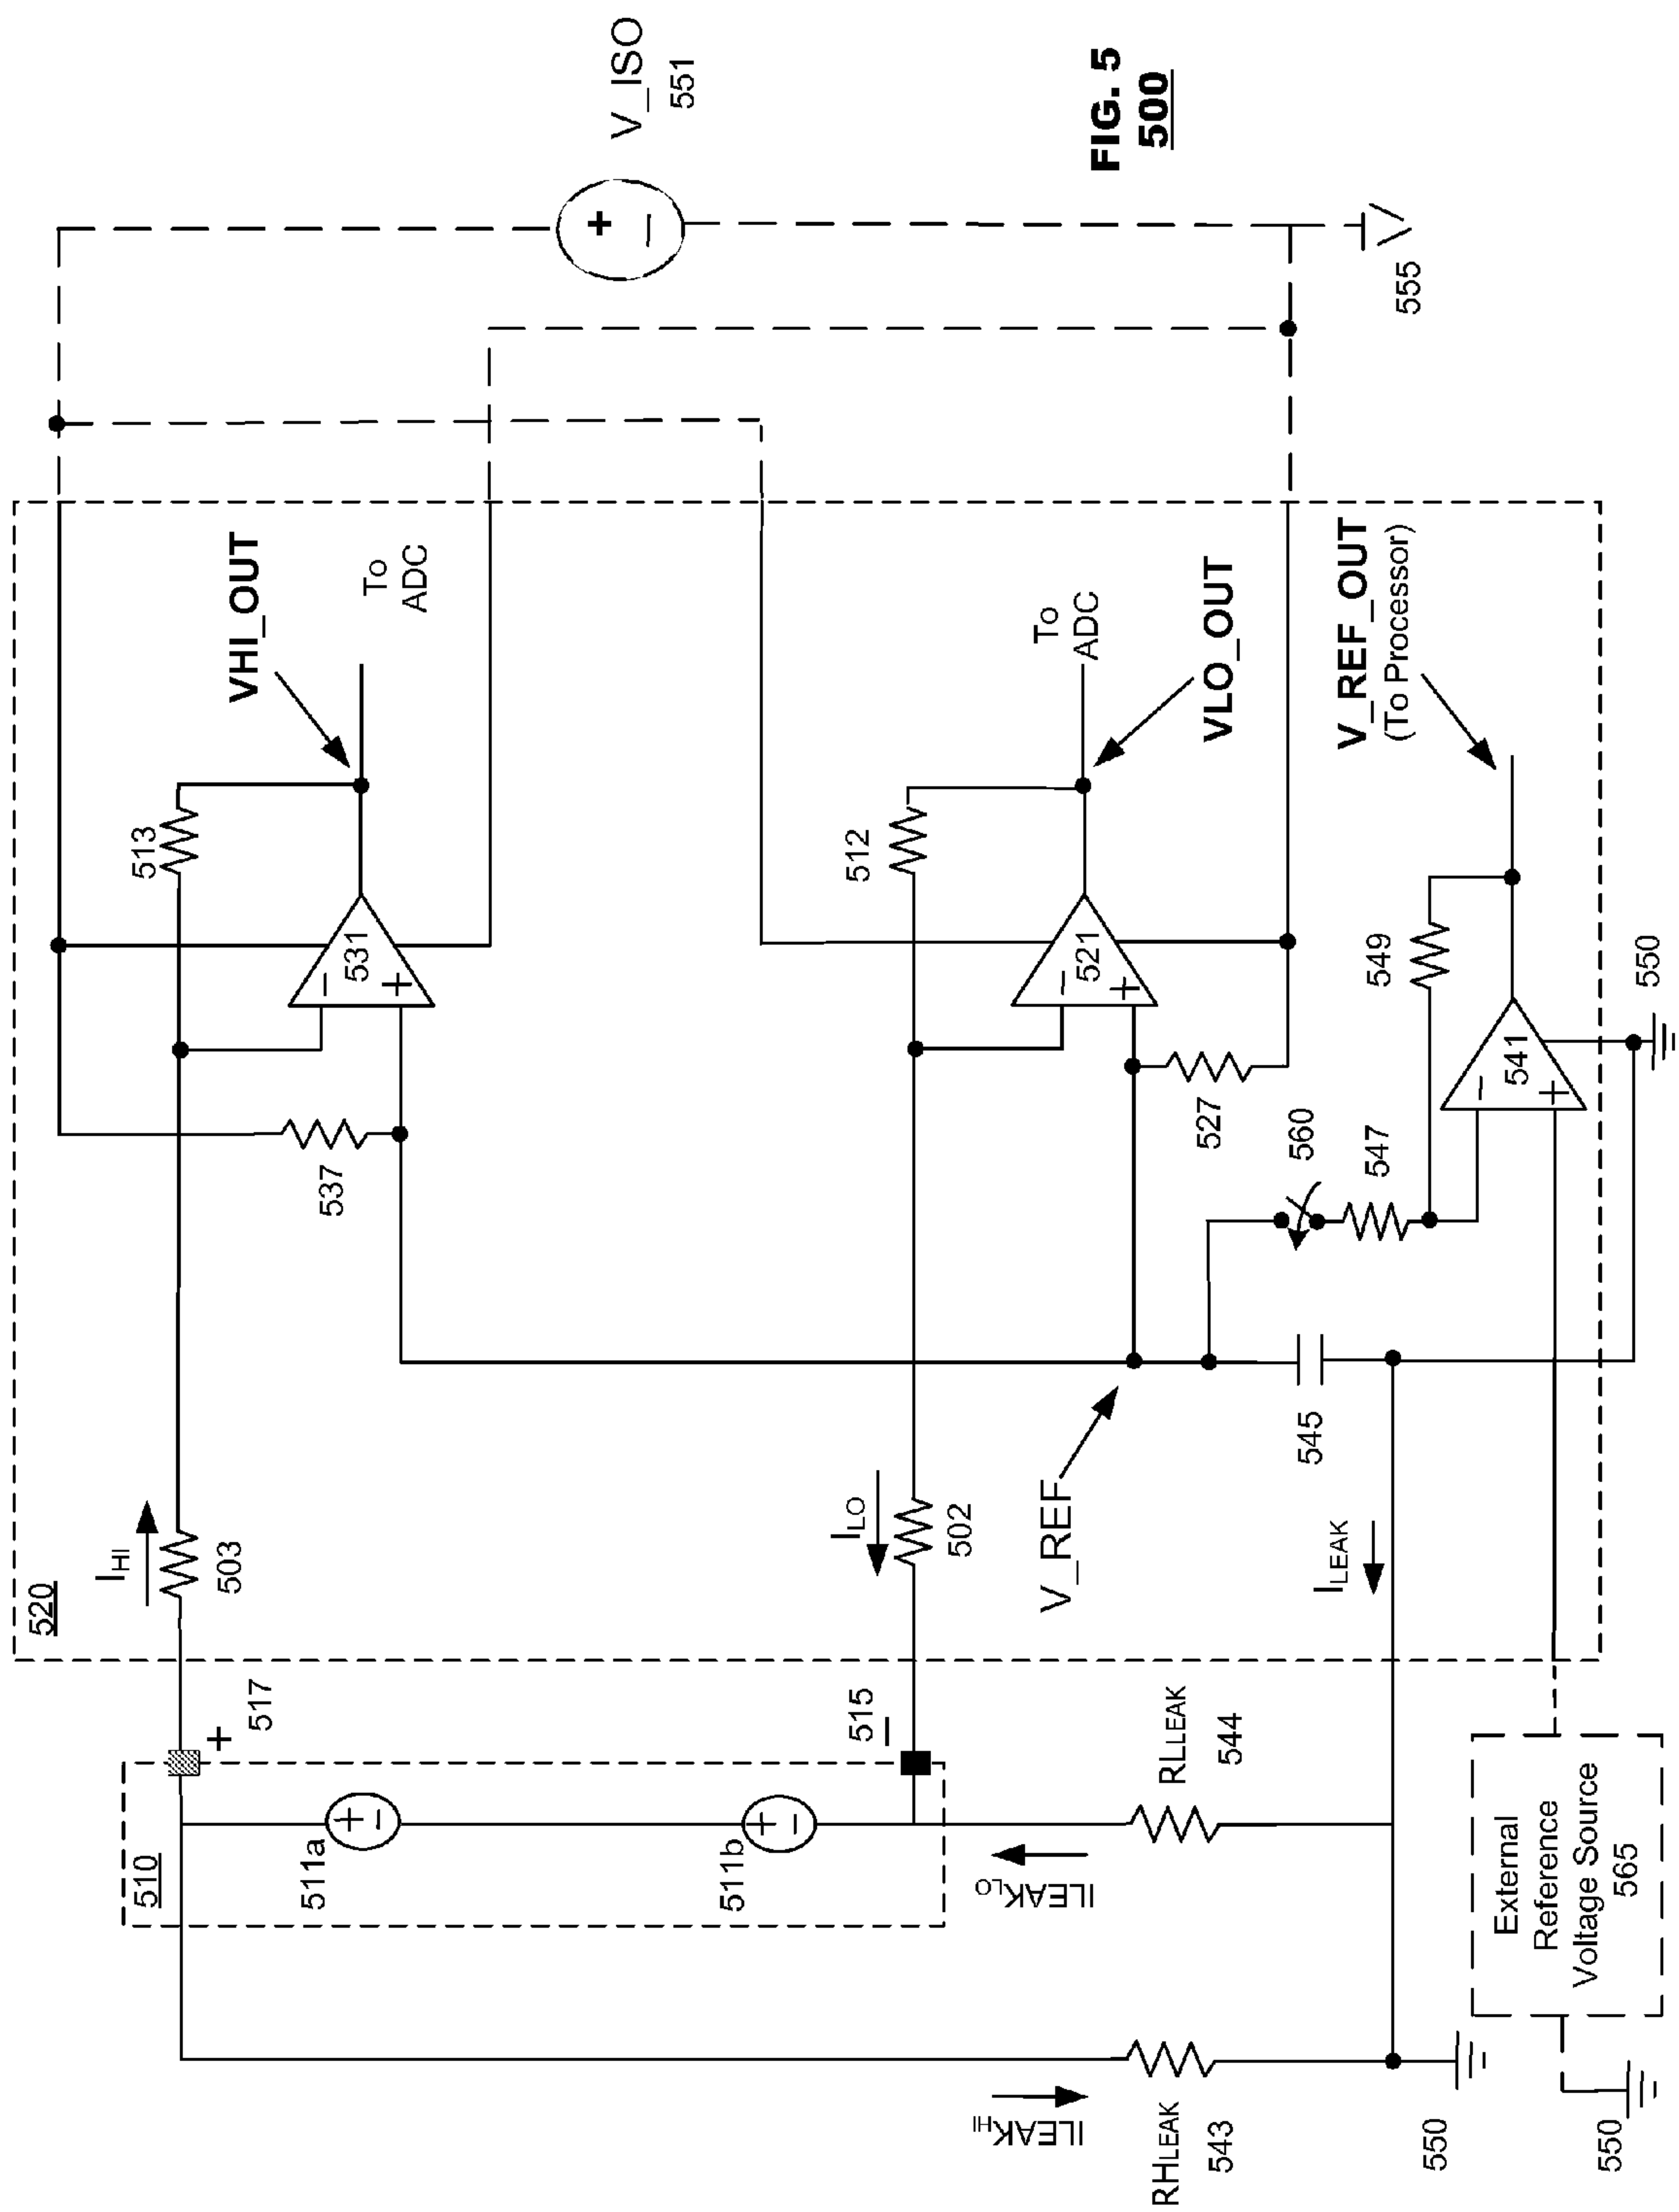 520
I_HI
503
513
VHI_OUT
To
ADC
531
−
+
537
V_ISO
551
+
−
FIG. 5
500
555
510
+
517
511a
+
−
511b
+
−
515
−
I_LO
502
512
521
−
+
527
To
ADC
VLO_OUT
V_REF
545
560
547
549
541
−
+
550
V_REF_OUT
(To Processor)
I_LEAK
RL_LEAK
544
ILEAK_LO
ILEAK_HI
RH_LEAK
543
550
External
Reference
Voltage Source
565
550